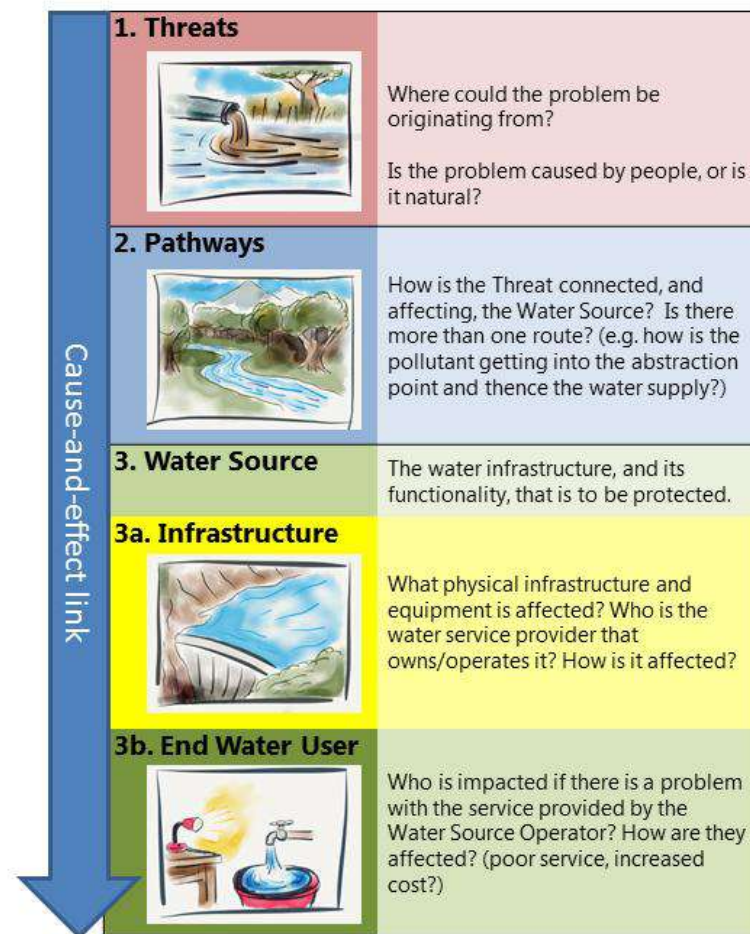 Cause-and-effect link
1. Threats
Where could the problem be
originating from?
Is the problem caused by people, or is
it natural?
2. Pathways
How is the Threat connected, and
affecting, the Water Source? Is there
more than one route? (e.g. how is the
pollutant getting into the abstraction
point and thence the water supply?)
3. Water Source
The water infrastructure, and its
functionality, that is to be protected.
3a. Infrastructure
What physical infrastructure and
equipment is affected? Who is the
water service provider that
owns/operates it? How is it affected?
3b. End Water User
Who is impacted if there is a problem
with the service provided by the
Water Source Operator? How are they
affected? (poor service, increased
cost?)